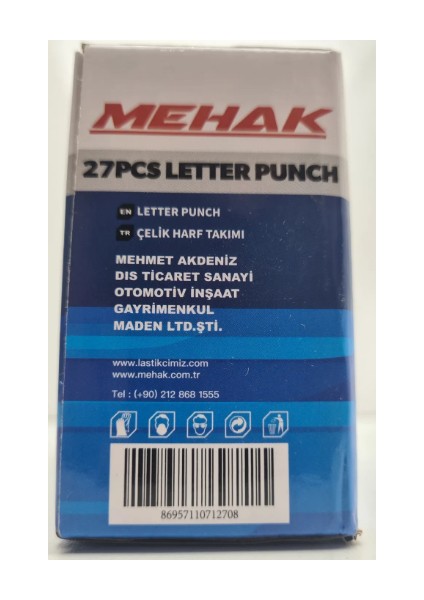 MEHAK
27PCS LETTER PUNCH
EN LETTER PUNCH
TR ÇELİK HARF TAKIMI
MEHMET AKDENİZ
DIS TİCARET SANAYİ
OTOMOTİV İNŞAAT
GAYRİMENKUL
MADEN LTD.ŞTİ.
www.lastikcimiz.com
www.mehak.com.tr
Tel : (+90) 212 868 1555
86957110712708